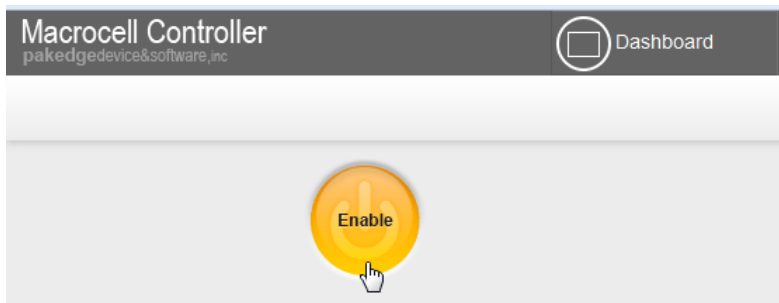 Macrocell Controller
pakedgedevice&software,inc
Dashboard
Enable